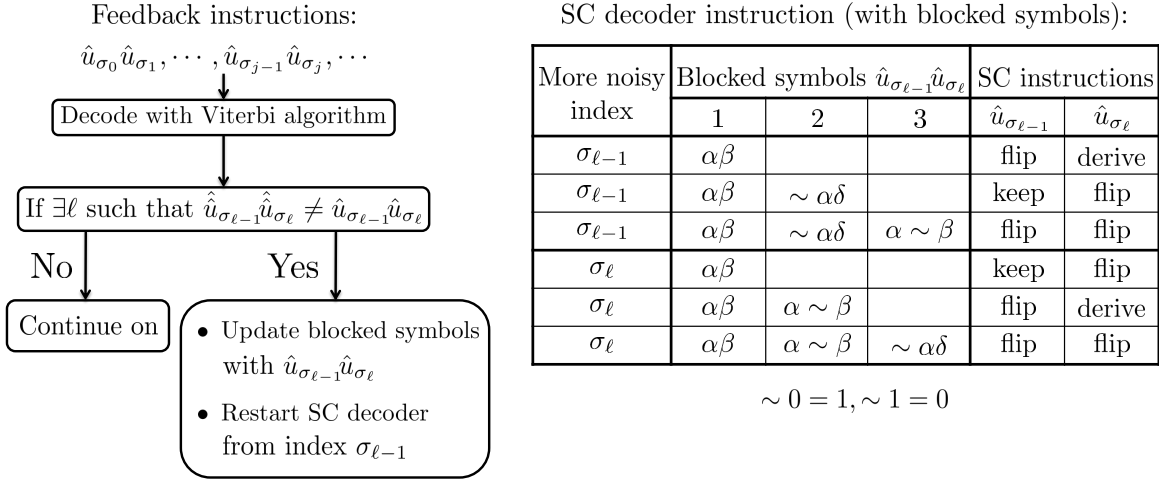 Feedback instructions:
û_{σ_0}û_{σ_1}, ⋯ , û_{σ_{j−1}}û_{σ_j}, ⋯
Decode with Viterbi algorithm
If ∃ℓ such that \hat{û}_{σ_{ℓ−1}}\hat{û}_{σ_ℓ} ≠ û_{σ_{ℓ−1}}û_{σ_ℓ}
No
Yes
Continue on
• Update blocked symbols
with û_{σ_{ℓ−1}}û_{σ_ℓ}
• Restart SC decoder
from index σ_{ℓ−1}
SC decoder instruction (with blocked symbols):
More noisy index | Blocked symbols û_{σ_{ℓ−1}}û_{σ_ℓ} | SC instructions
1 | 2 | 3 | û_{σ_{ℓ−1}} | û_{σ_ℓ}
σ_{ℓ−1} | αβ | | | flip | derive
σ_{ℓ−1} | αβ | ∼ αδ | | keep | flip
σ_{ℓ−1} | αβ | ∼ αδ | α ∼ β | flip | flip
σ_ℓ | αβ | | | keep | flip
σ_ℓ | αβ | α ∼ β | | flip | derive
σ_ℓ | αβ | α ∼ β | ∼ αδ | flip | flip
∼ 0 = 1, ∼ 1 = 0